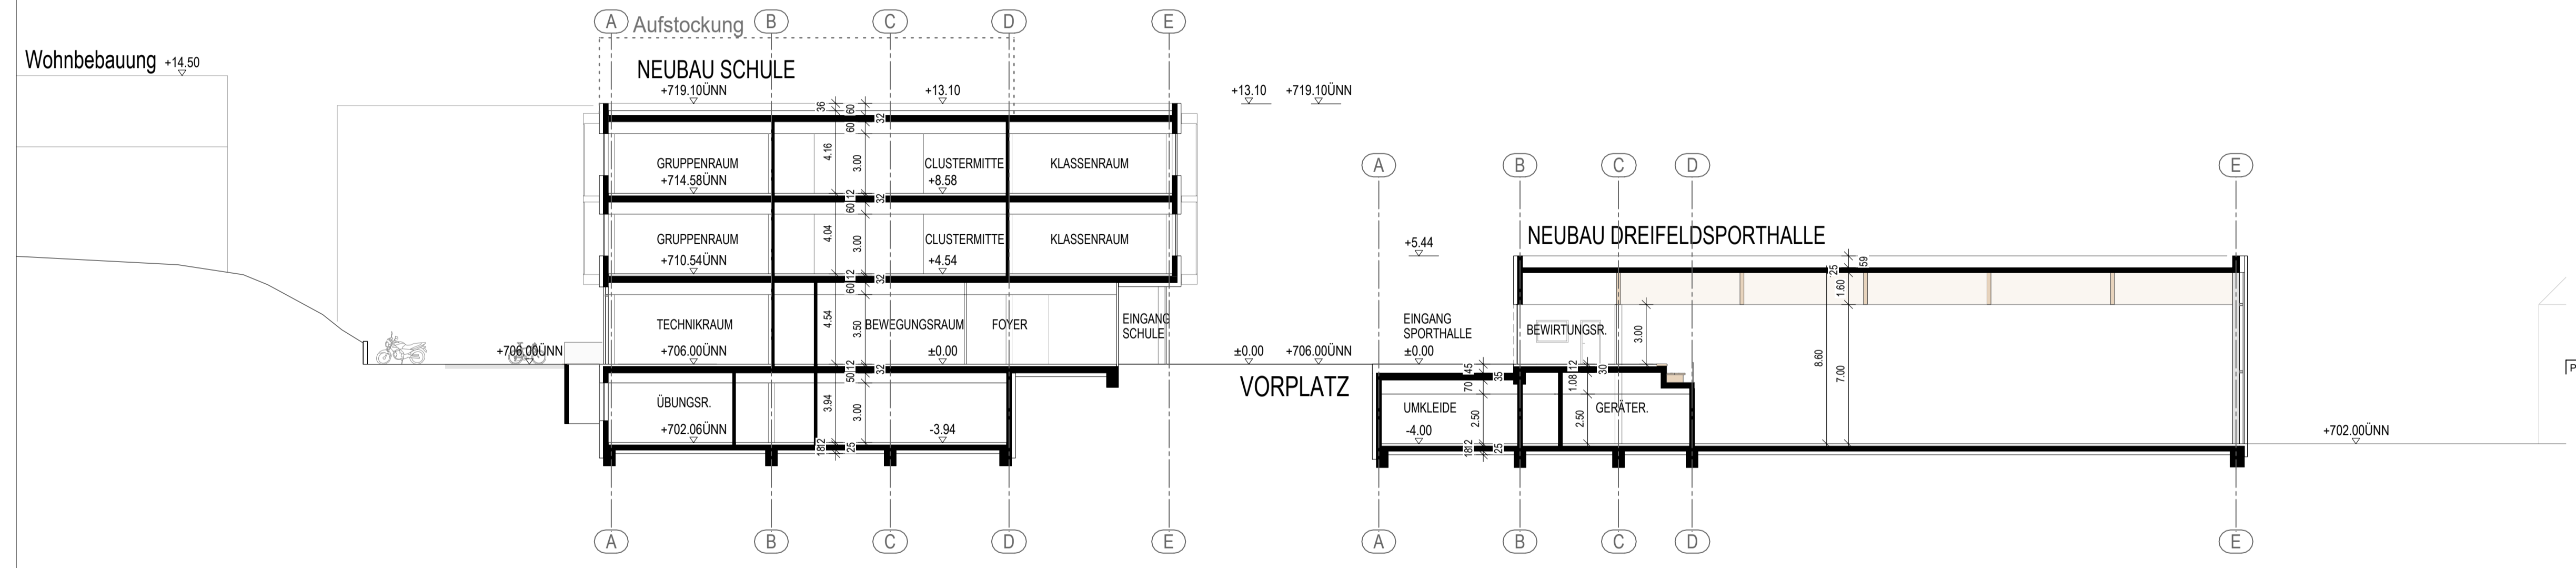 A B C D E
Aufstockung
Wohnbebauung +14.50
NEUBAU SCHULE
+719.10ÜNN +13.10 +13.10 +719.10ÜNN
36 60 32
60
4.16 3.00
GRUPPENRAUM CLUSTERMITTE KLASSENRAUM
+714.58ÜNN +8.58
12 32
60
4.04 3.00
GRUPPENRAUM CLUSTERMITTE KLASSENRAUM
+710.54ÜNN +4.54
12 32
60
4.54 3.50
TECHNIKRAUM BEWEGUNGSRAUM FOYER EINGANG
SCHULE
+706.00ÜNN +706.00ÜNN ±0.00 ±0.00 +706.00ÜNN
12 32
50
VORPLATZ
3.94 3.00
ÜBUNGSR.
+702.06ÜNN -3.94
18 12 25
A B C D E
A B C D E
+5.44
NEUBAU DREIFELDSPORTHALLE
59
25
1.60
EINGANG
SPORTHALLE
±0.00
BEWIRTUNGSR.
3.00
8.60 7.00
45 35 12 30
70 1.08
UMKLEIDE 2.50 2.50 GERÄTER.
-4.00
18 12 25
+702.00ÜNN
P
A B C D E